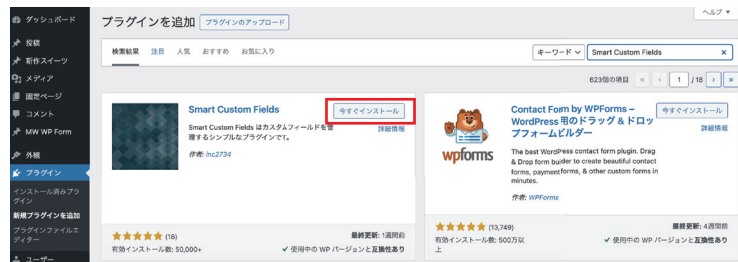 ヘルプ ▼
ダッシュボード
投稿
新作スイーツ
メディア
固定ページ
コメント
MW WP Form
外観
プラグイン
インストール済みプラ
グイン
新規プラグインを追加
プラグインファイルエ
ディター
ユーザー
プラグインを追加
プラグインのアップロード
検索結果 注目 人気 おすすめ お気に入り
キーワード
Smart Custom Fields ×
623個の項目 « ‹ 1 / 18 › »
Smart Custom Fields
今すぐインストール
詳細情報
Smart Custom Fields はカスタムフィールドを管
理するシンプルなプラグインです。
作者: inc2734
★★★★★ (18)
有効インストール数: 50,000+
最終更新: 1週間前
✔ 使用中の WP バージョンと互換性あり
wpforms
Contact Form by WPForms –
WordPress 用のドラッグ & ドロッ
プフォームビルダー
今すぐインストール
詳細情報
The best WordPress contact form plugin. Drag
& Drop form builder to create beautiful contact
forms, payment forms, & other custom forms in
minutes.
作者: WPForms
★★★★★ (13,749)
有効インストール数: 500万以
上
最終更新: 4週間前
✔ 使用中の WP バージョンと互換性あり